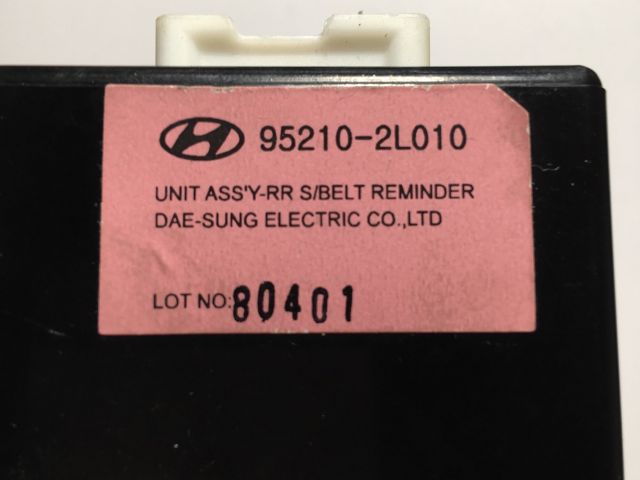 95210-2L010
UNIT ASS'Y-RR S/BELT REMINDER
DAE-SUNG ELECTRIC CO.,LTD
LOT NO:80401